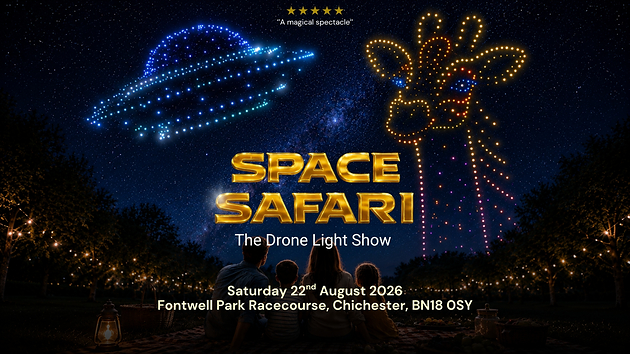 ★★★★★
"A magical spectacle"
SPACE
SAFARI
The Drone Light Show
Saturday 22nd August 2026
Fontwell Park Racecourse, Chichester, BN18 0SY